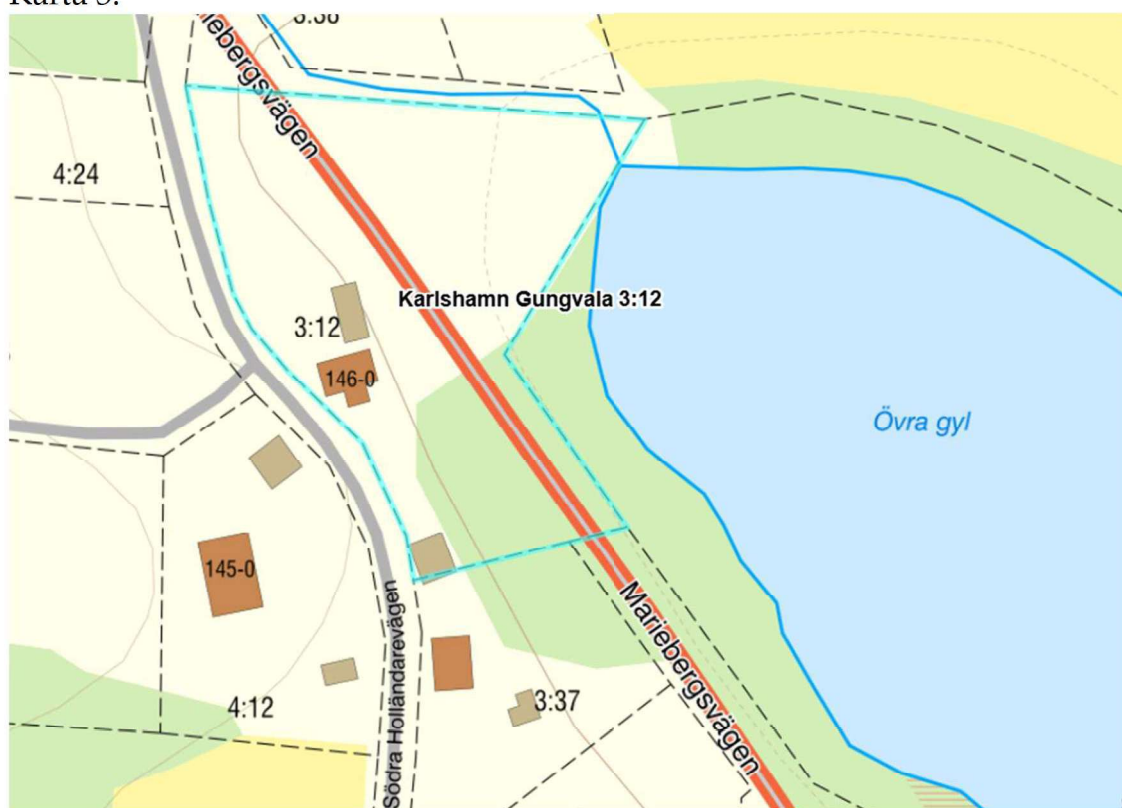 Karta 3.
3:38
iebergsvägen
4:24
Karlshamn Gungvala 3:12
3:12
146-0
Övra gyl
145-0
Södra Holländarevägen
Mariebergsvägen
3:37
4:12